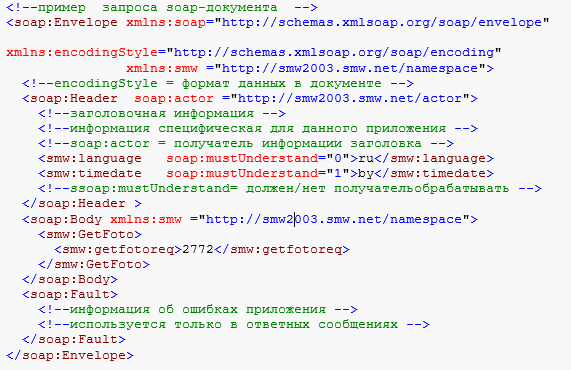 <!--пример  запроса soap-документа  -->
<soap:Envelope xmlns:soap="http://schemas.xmlsoap.org/soap/envelope"
xmlns:encodingStyle="http://schemas.xmlsoap.org/soap/encoding"
xmlns:smw ="http://smw2003.smw.net/namespace">
<!--encodingStyle = формат данных в документе -->
<soap:Header  soap:actor ="http://smw2003.smw.net/actor">
<!--заголовочная информация -->
<!--информация специфическая для данного приложения -->
<!--soap:actor = получатель информации заголовка -->
<smw:language   soap:mustUnderstand="0">ru</smw:language>
<smw:timedate   soap:mustUnderstand="1">by</smw:timedate>
<!--ssoap:mustUnderstand= должен/нет получательобрабатывать -->
</soap:Header >
<soap:Body xmlns:smw ="http://smw2003.smw.net/namespace">
<smw:GetFoto>
<smw:getfotoreq>2772</smw:getfotoreq>
</smw:GetFoto>
</soap:Body>
<soap:Fault>
<!--информация об ошибках приложения -->
<!--используется только в ответных сообщениях -->
</soap:Fault>
</soap:Envelope>